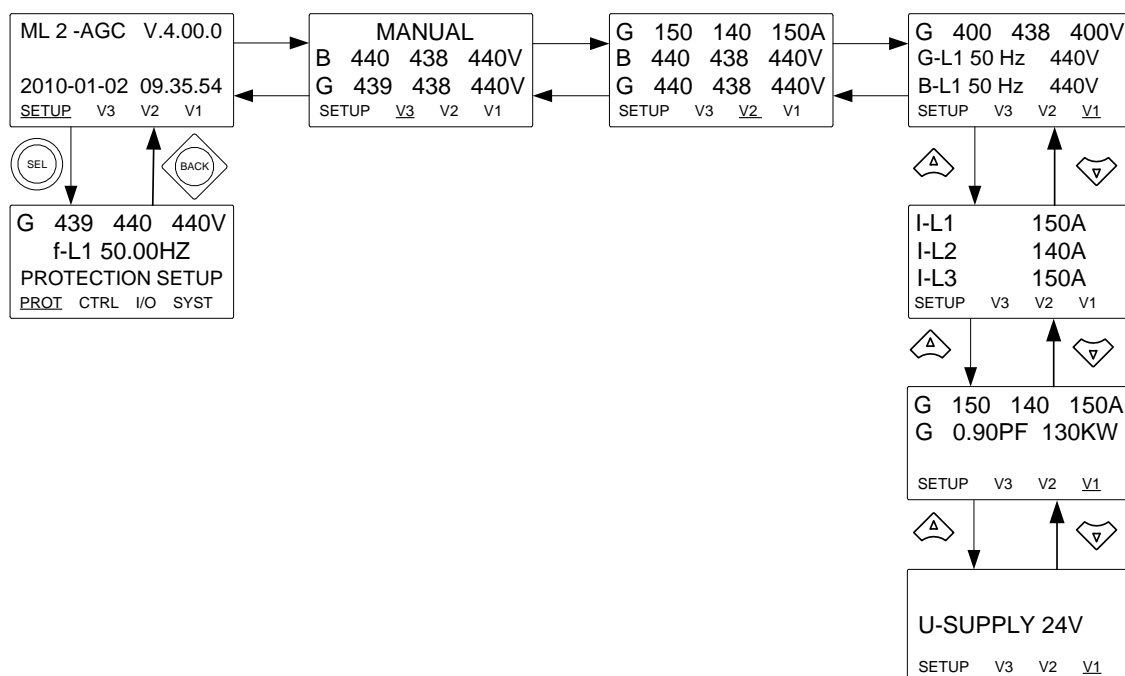 ML 2 -AGC V.4.00.0
2010-01-02 09.35.54
SETUP V3 V2 V1
MANUAL
B 440 438 440V
G 439 438 440V
SETUP V3 V2 V1
G 150 140 150A
B 440 438 440V
G 440 438 440V
SETUP V3 V2 V1
G 400 438 400V
G-L1 50 Hz 440V
B-L1 50 Hz 440V
SETUP V3 V2 V1
SEL
BACK
G 439 440 440V
f-L1 50.00HZ
PROTECTION SETUP
PROT CTRL I/O SYST
I-L1 150A
I-L2 140A
I-L3 150A
SETUP V3 V2 V1
G 150 140 150A
G 0.90PF 130KW
SETUP V3 V2 V1
U-SUPPLY 24V
SETUP V3 V2 V1